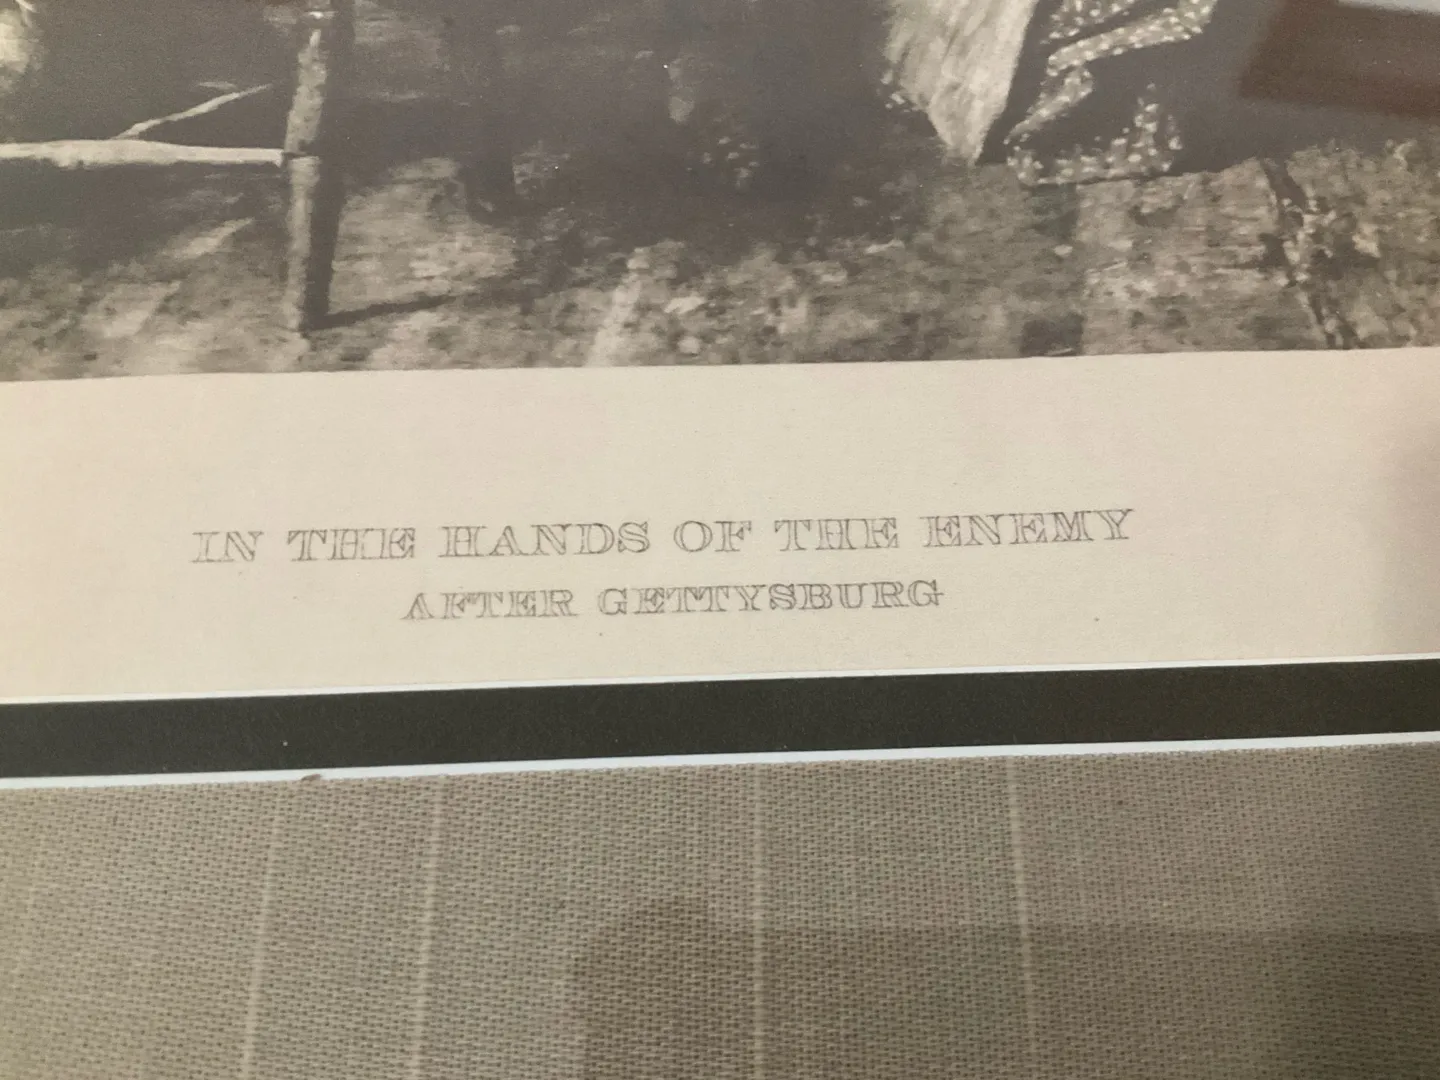 IN THE HANDS OF THE ENEMY
AFTER GETTYSBURG